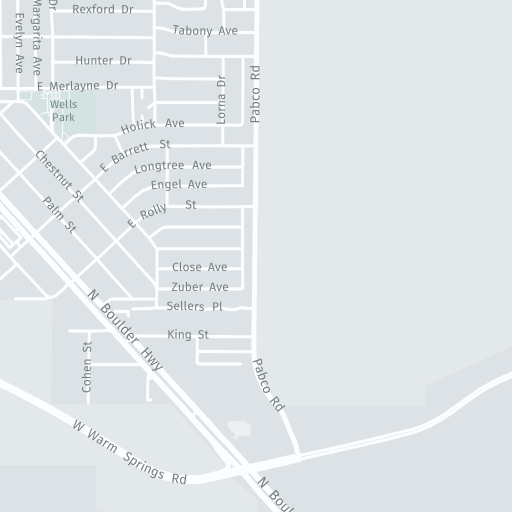 Rexford Dr
Dr
Evelyn Ave
Margarita Ave
Tabony Ave
Hunter Dr
E Merlayne Dr
Wells
Park
Lorna Dr
Pabco Rd
Holick Ave
E Barrett St
Chestnut St
Longtree Ave
Engel Ave
Palm St
E Rolly St
Close Ave
Zuber Ave
Sellers Pl
N Boulder Hwy
King St
Cohen St
Pabco Rd
W Warm Springs Rd
N Boul